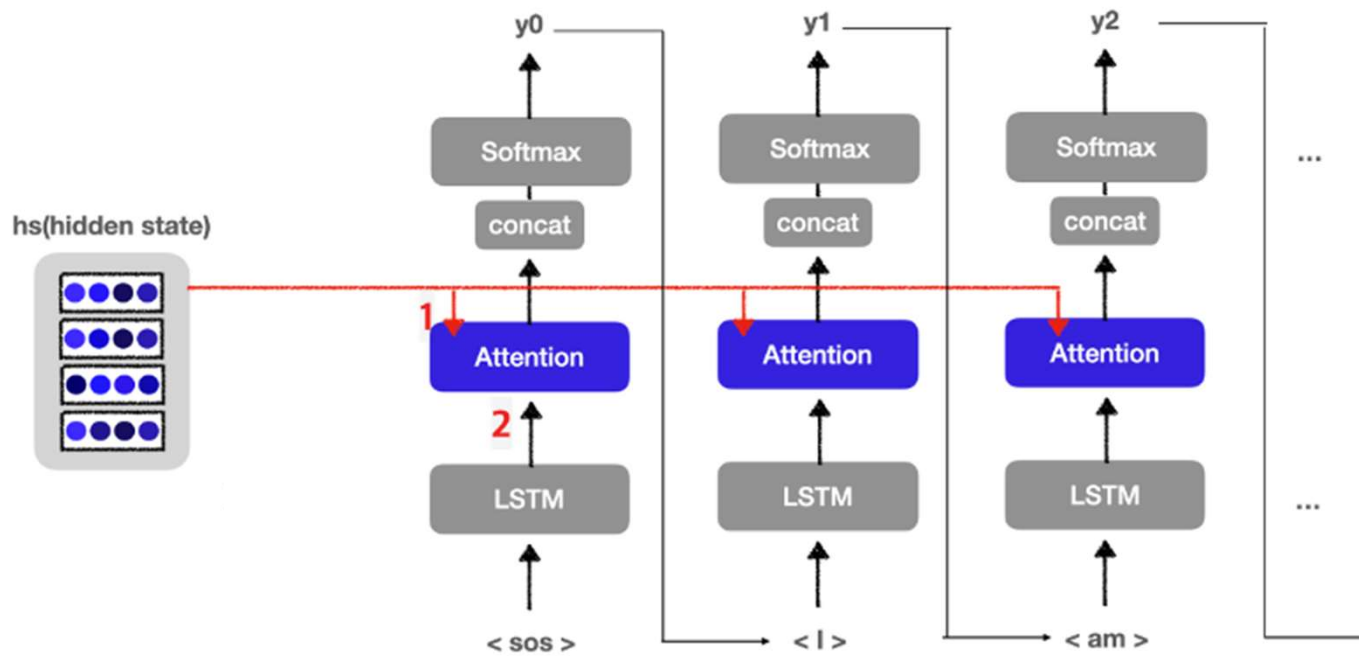 y0
y1
y2
Softmax
Softmax
Softmax
...
concat
concat
concat
hs(hidden state)
1
Attention
Attention
Attention
2
LSTM
LSTM
LSTM
...
< sos >
< I >
< am >